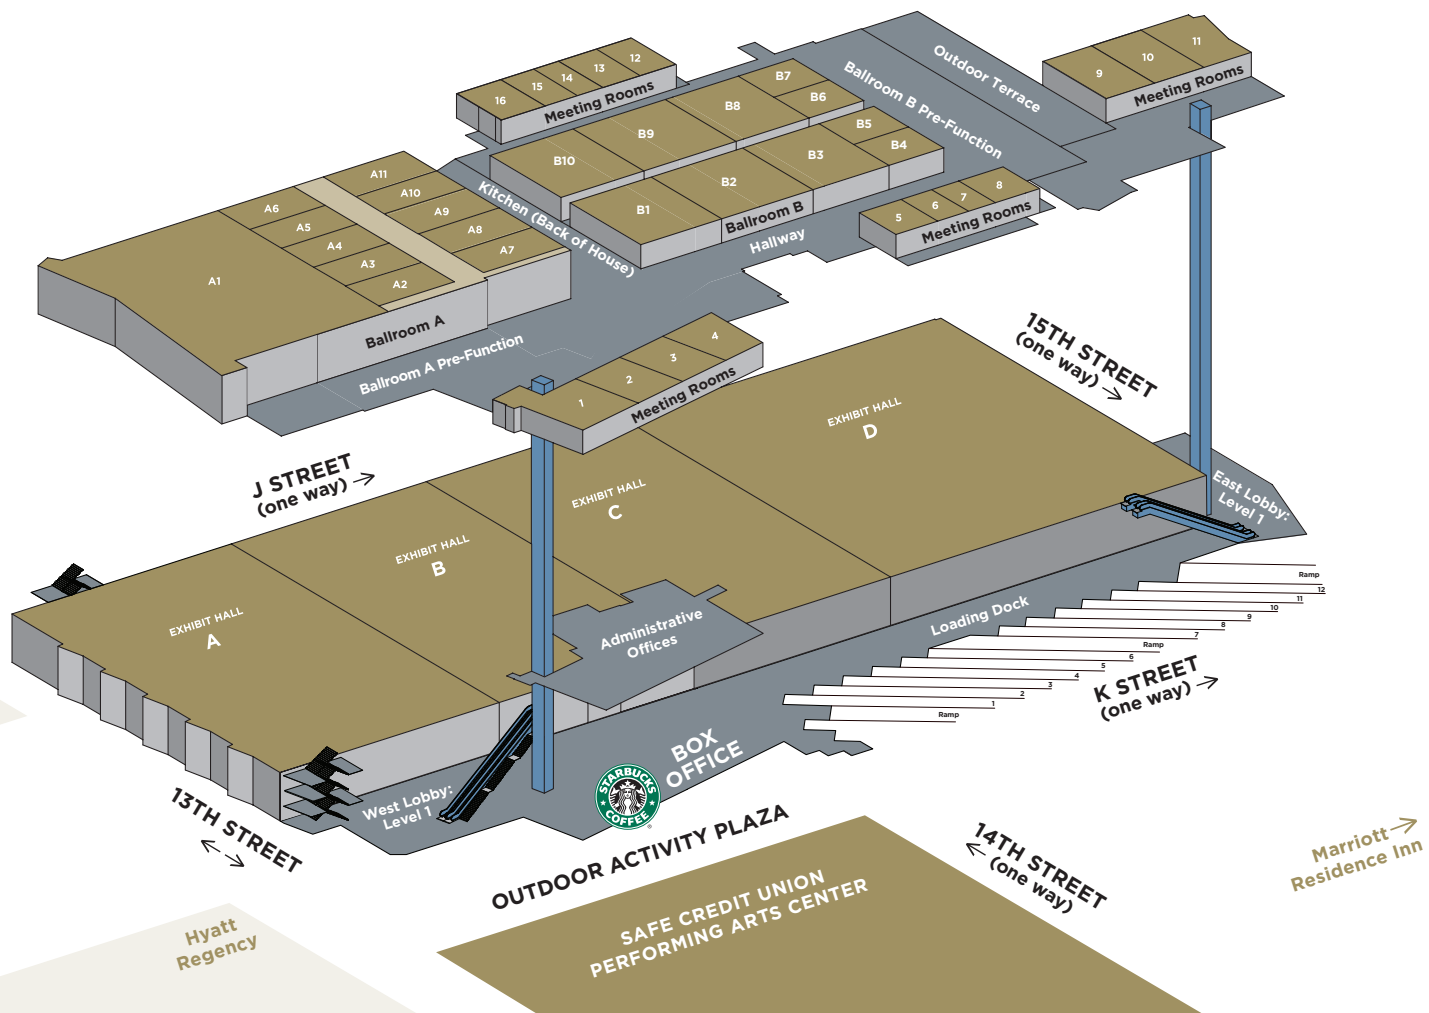 12
13
14
15
16
Meeting Rooms
11
10
9
Meeting Rooms
Outdoor Terrace
Ballroom B Pre-Function
B7
B6
B8
B9
B10
B5
B4
B3
B2
B1
Ballroom B
Hallway
8
7
6
5
Meeting Rooms
Kitchen (Back of House)
A11
A10
A9
A8
A7
A6
A5
A4
A3
A2
A1
Ballroom A
Ballroom A Pre-Function
4
3
2
1
Meeting Rooms
15TH STREET
(one way)
J STREET
(one way)
EXHIBIT HALL
D
EXHIBIT HALL
C
EXHIBIT HALL
B
EXHIBIT HALL
A
East Lobby:
Level 1
Administrative
Offices
Loading Dock
Ramp
12
11
10
9
8
7
Ramp
6
5
4
3
2
1
Ramp
K STREET
(one way)
BOX
OFFICE
STARBUCKS
COFFEE
®
West Lobby:
Level 1
13TH STREET
OUTDOOR ACTIVITY PLAZA
14TH STREET
(one way)
SAFE CREDIT UNION
PERFORMING ARTS CENTER
Marriott
Residence Inn
Hyatt
Regency